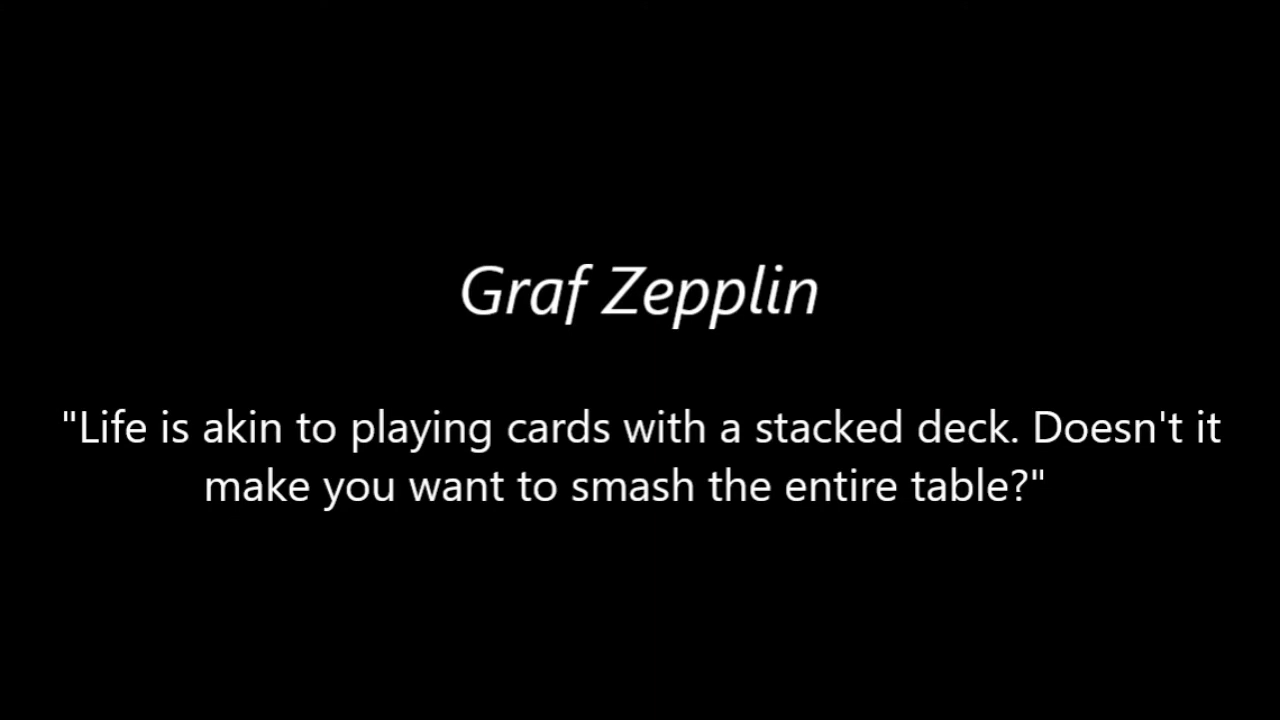 Graf Zepplin
"Life is akin to playing cards with a stacked deck. Doesn't it
make you want to smash the entire table?"